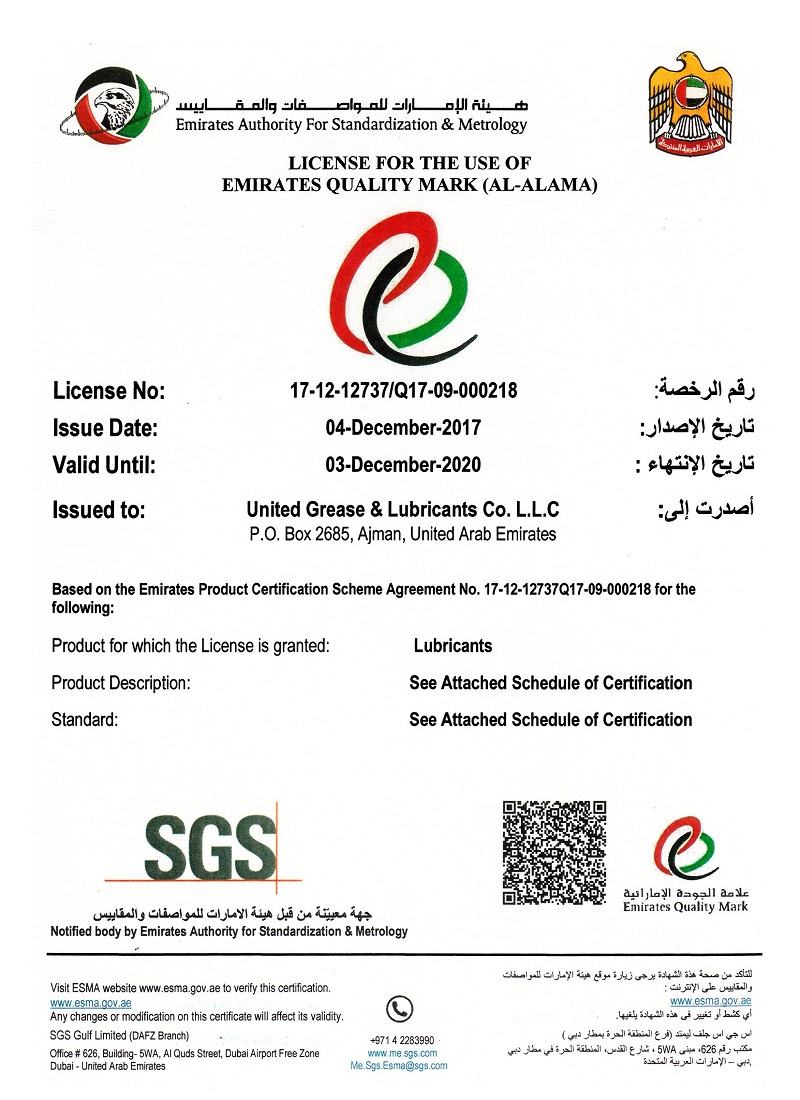 هيئة الإمارات للمواصفات والمقاييس
Emirates Authority For Standardization & Metrology
الامارات العربية المتحدة
LICENSE FOR THE USE OF
EMIRATES QUALITY MARK (AL-ALAMA)
License No: 17-12-12737/Q17-09-000218 رقم الرخصة:
Issue Date: 04-December-2017 تاريخ الإصدار:
Valid Until: 03-December-2020 تاريخ الإنتهاء :
Issued to: United Grease & Lubricants Co. L.L.C أصدرت إلى:
P.O. Box 2685, Ajman, United Arab Emirates
Based on the Emirates Product Certification Scheme Agreement No. 17-12-12737Q17-09-000218 for the
following:
Product for which the License is granted: Lubricants
Product Description: See Attached Schedule of Certification
Standard: See Attached Schedule of Certification
SGS
جهة معيّنة من قبل هيئة الامارات للمواصفات والمقاييس
Notified body by Emirates Authority for Standardization & Metrology
علامة الجودة الإماراتية
Emirates Quality Mark
Visit ESMA website www.esma.gov.ae to verify this certification.
www.esma.gov.ae
Any changes or modification on this certificate will affect its validity.
SGS Gulf Limited (DAFZ Branch)
Office # 626, Building- 5WA, Al Quds Street, Dubai Airport Free Zone
Dubai - United Arab Emirates
+971 4 2283990
www.me.sgs.com
Me.Sgs.Esma@sgs.com
للتأكد من صحة هذة الشهادة يرجى زيارة موقع هيئة الإمارات للمواصفات
والمقاييس على الإنترنت :
www.esma.gov.ae
أي كشط أو تغيير فى هذه الشهادة يلغيها.
اس جي اس جلف ليمتد (فرع المنطقة الحرة بمطار دبي )
مكتب رقم 626، مبنى 5WA ، شارع القدس، المنطقة الحرة في مطار دبي
دبي – الإمارات العربية المتحدة.